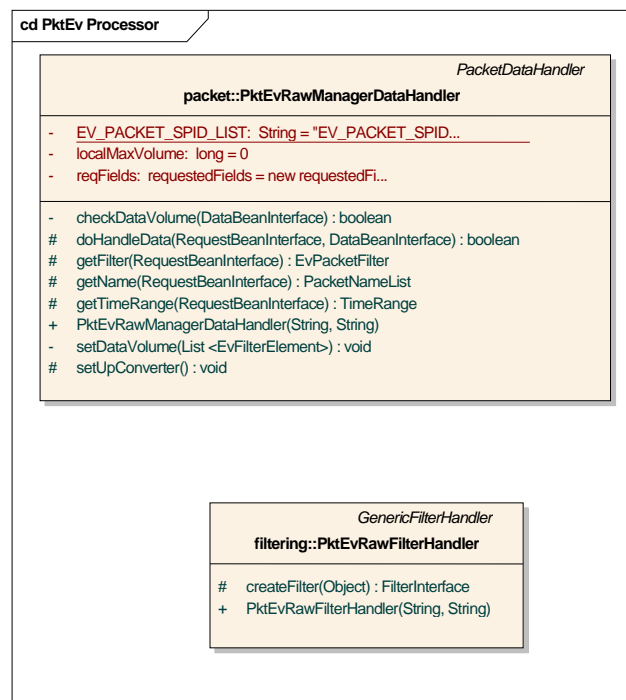 cd PktEv Processor
PacketDataHandler
packet::PktEvRawManagerDataHandler
- EV_PACKET_SPID_LIST: String = "EV_PACKET_SPID...
- localMaxVolume: long = 0
- reqFields: requestedFields = new requestedFi...
- checkDataVolume(DataBeanInterface) : boolean
# doHandleData(RequestBeanInterface, DataBeanInterface) : boolean
# getFilter(RequestBeanInterface) : EvPacketFilter
# getName(RequestBeanInterface) : PacketNameList
# getTimeRange(RequestBeanInterface) : TimeRange
+ PktEvRawManagerDataHandler(String, String)
- setDataVolume(List <EvFilterElement>) : void
# setUpConverter() : void
GenericFilterHandler
filtering::PktEvRawFilterHandler
# createFilter(Object) : FilterInterface
+ PktEvRawFilterHandler(String, String)